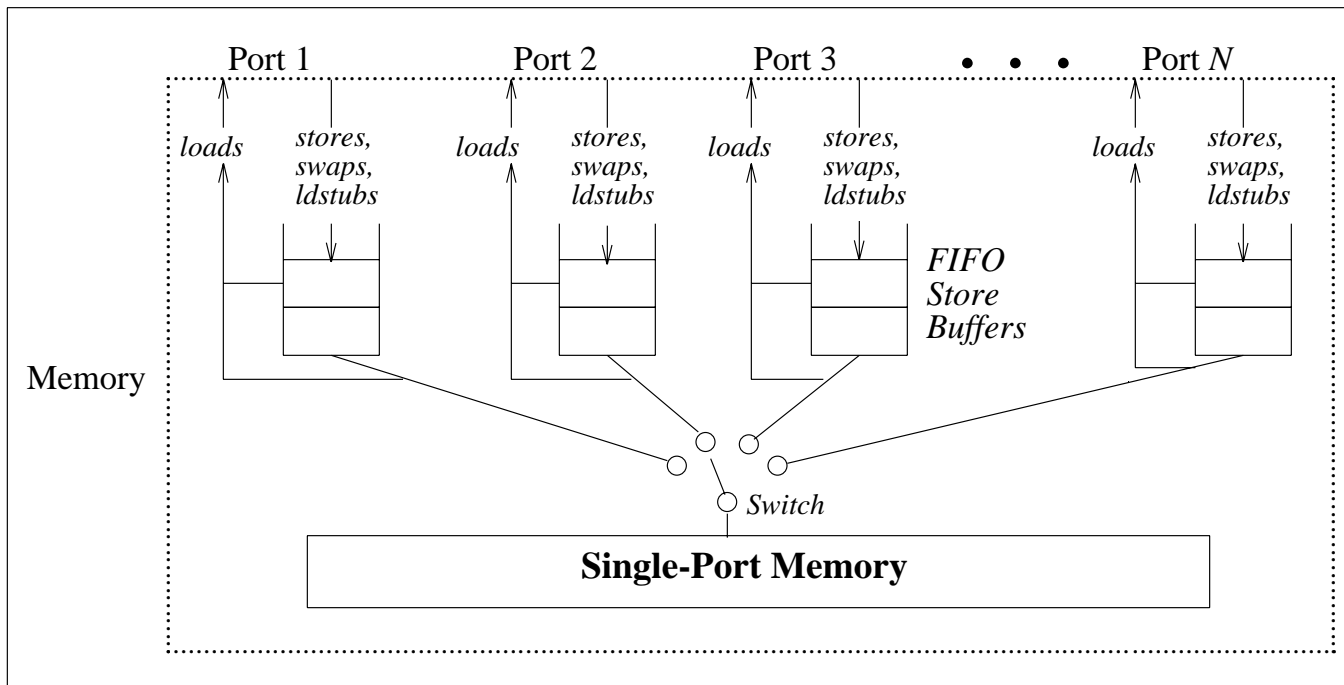 Port 1
Port 2
Port 3
• • •
Port N
loads
stores,
swaps,
ldstubs
loads
stores,
swaps,
ldstubs
loads
stores,
swaps,
ldstubs
loads
stores,
swaps,
ldstubs
FIFO
Store
Buffers
Memory
Switch
Single-Port Memory